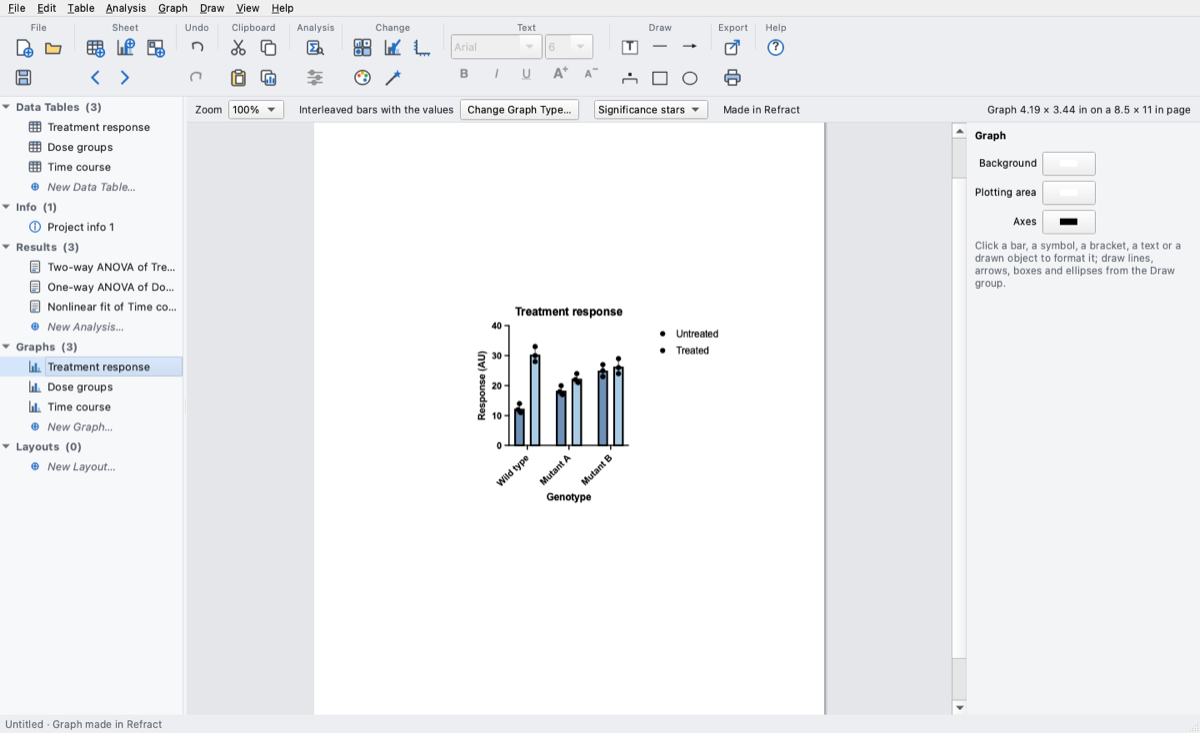 File Edit Table Analysis Graph Draw View Help
File Sheet Undo Clipboard Analysis Change Text Draw Export Help
Arial 6
B I U A+ A-
Zoom 100% Interleaved bars with the values Change Graph Type... Significance stars Made in Refract Graph 4.19 × 3.44 in on a 8.5 × 11 in page
Data Tables (3)
Treatment response
Dose groups
Time course
New Data Table...
Info (1)
Project info 1
Results (3)
Two-way ANOVA of Tre...
One-way ANOVA of Do...
Nonlinear fit of Time co...
New Analysis...
Graphs (3)
Treatment response
Dose groups
Time course
New Graph...
Layouts (0)
New Layout...
Treatment response
40
30
20
10
0
Response (AU)
Wild type
Mutant A
Mutant B
Genotype
Untreated
Treated
Graph
Background
Plotting area
Axes
Click a bar, a symbol, a bracket, a text or a
drawn object to format it; draw lines,
arrows, boxes and ellipses from the Draw
group.
Untitled · Graph made in Refract